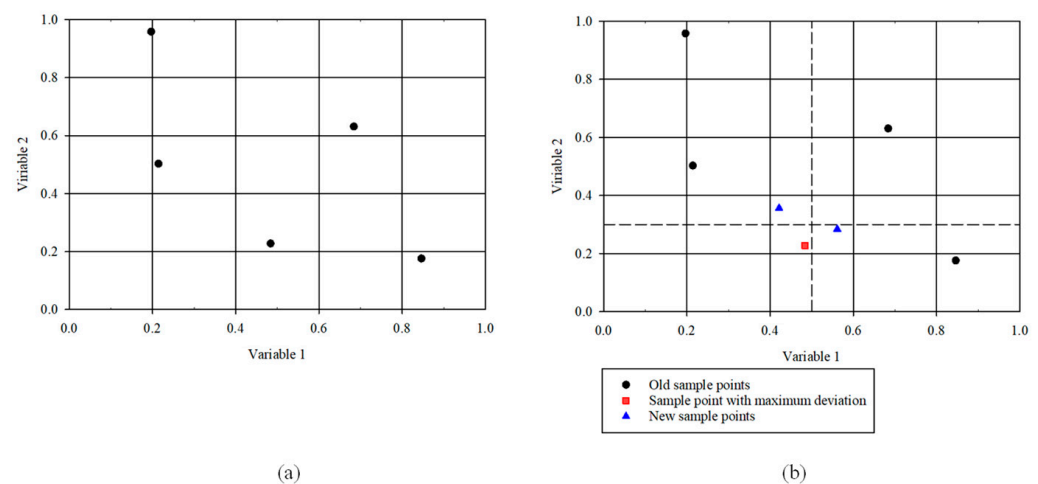 1.0
0.8
0.6
0.4
0.2
0.0
Viriable 2
0.0 0.2 0.4 0.6 0.8 1.0
Variable 1
(a)
1.0
0.8
0.6
0.4
0.2
0.0
Viriable 2
0.0 0.2 0.4 0.6 0.8 1.0
Variable 1
Old sample points
Sample point with maximum deviation
New sample points
(b)